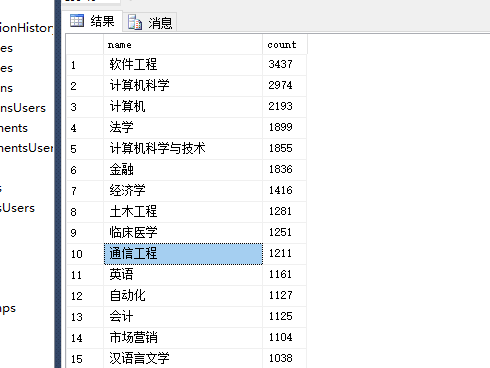 结果 消息
ionHistory
name count
es
1 软件工程 3437
es
2 计算机科学 2974
ns
3 计算机 2193
nsUsers
4 法学 1899
ments
5 计算机科学与技术 1855
mentsUser
6 金融 1836
7 经济学 1416
s
8 土木工程 1281
sUsers
9 临床医学 1251
10 通信工程 1211
11 英语 1161
12 自动化 1127
13 会计 1125
ps
14 市场营销 1104
15 汉语言文学 1038